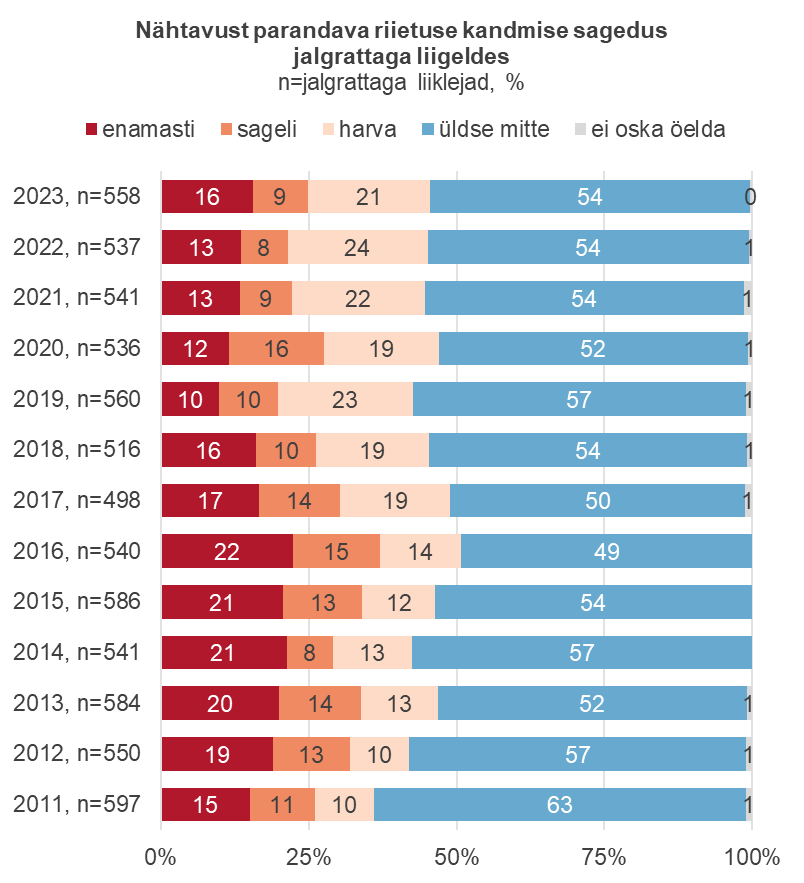 Nähtavust parandava riietuse kandmise sagedus
jalgrattaga liigeldes
n=jalgrattaga liiklejad, %
enamasti sageli harva üldse mitte ei oska öelda
2023, n=558 16 9 21 54 0
2022, n=537 13 8 24 54 1
2021, n=541 13 9 22 54 1
2020, n=536 12 16 19 52 1
2019, n=560 10 10 23 57 1
2018, n=516 16 10 19 54 1
2017, n=498 17 14 19 50 1
2016, n=540 22 15 14 49
2015, n=586 21 13 12 54
2014, n=541 21 8 13 57
2013, n=584 20 14 13 52 1
2012, n=550 19 13 10 57 1
2011, n=597 15 11 10 63 1
0% 25% 50% 75% 100%